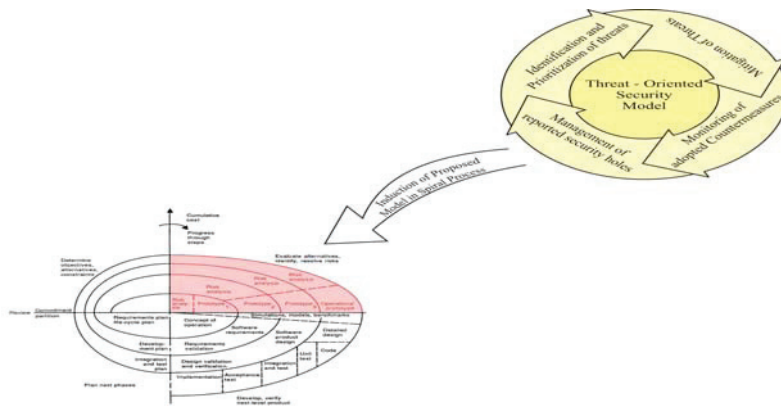 Identification and
Prioritization of threats
Mitigation of Threats
Threat - Oriented
Security
Model
Monitoring of
adopted Countermeasures
Management of
reported security holes
Induction of Proposed
Model in Spiral Process
Cumulative
cost
Progress
through
steps
Determine
objectives,
alternatives,
constraints
Evaluate alternatives,
identify, resolve risks
Risk
analysis
Risk
analysis
Risk
analysis
Prototype
Prototype
Prototype
Operational
prototype
Review
Commitment
partition
Requirements plan
life cycle plan
Concept of
operation
Simulations, models, benchmarks
Software
requirements
Software
product
design
Detailed
design
Develop-
ment plan
Requirements
validation
Code
Unit
test
Integration
and test
plan
Design validation
and verification
Integration
and test
Acceptance
test
Implementation
Plan next phases
Develop, verify
next level product